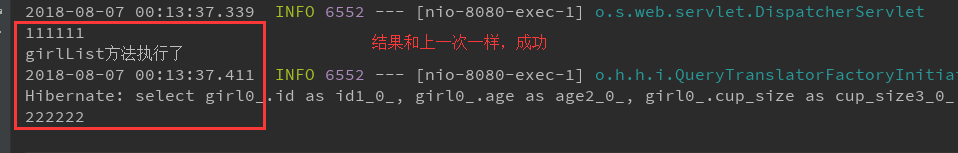 2018-08-07 00:13:37.339  INFO 6552 --- [nio-8080-exec-1] o.s.web.servlet.DispatcherServlet
111111
girlList方法执行了 结果和上一次一样，成功
2018-08-07 00:13:37.411  INFO 6552 --- [nio-8080-exec-1] o.h.h.i.QueryTranslatorFactoryInitia
Hibernate: select girl0_.id as id1_0_, girl0_.age as age2_0_, girl0_.cup_size as cup_size3_0_
222222